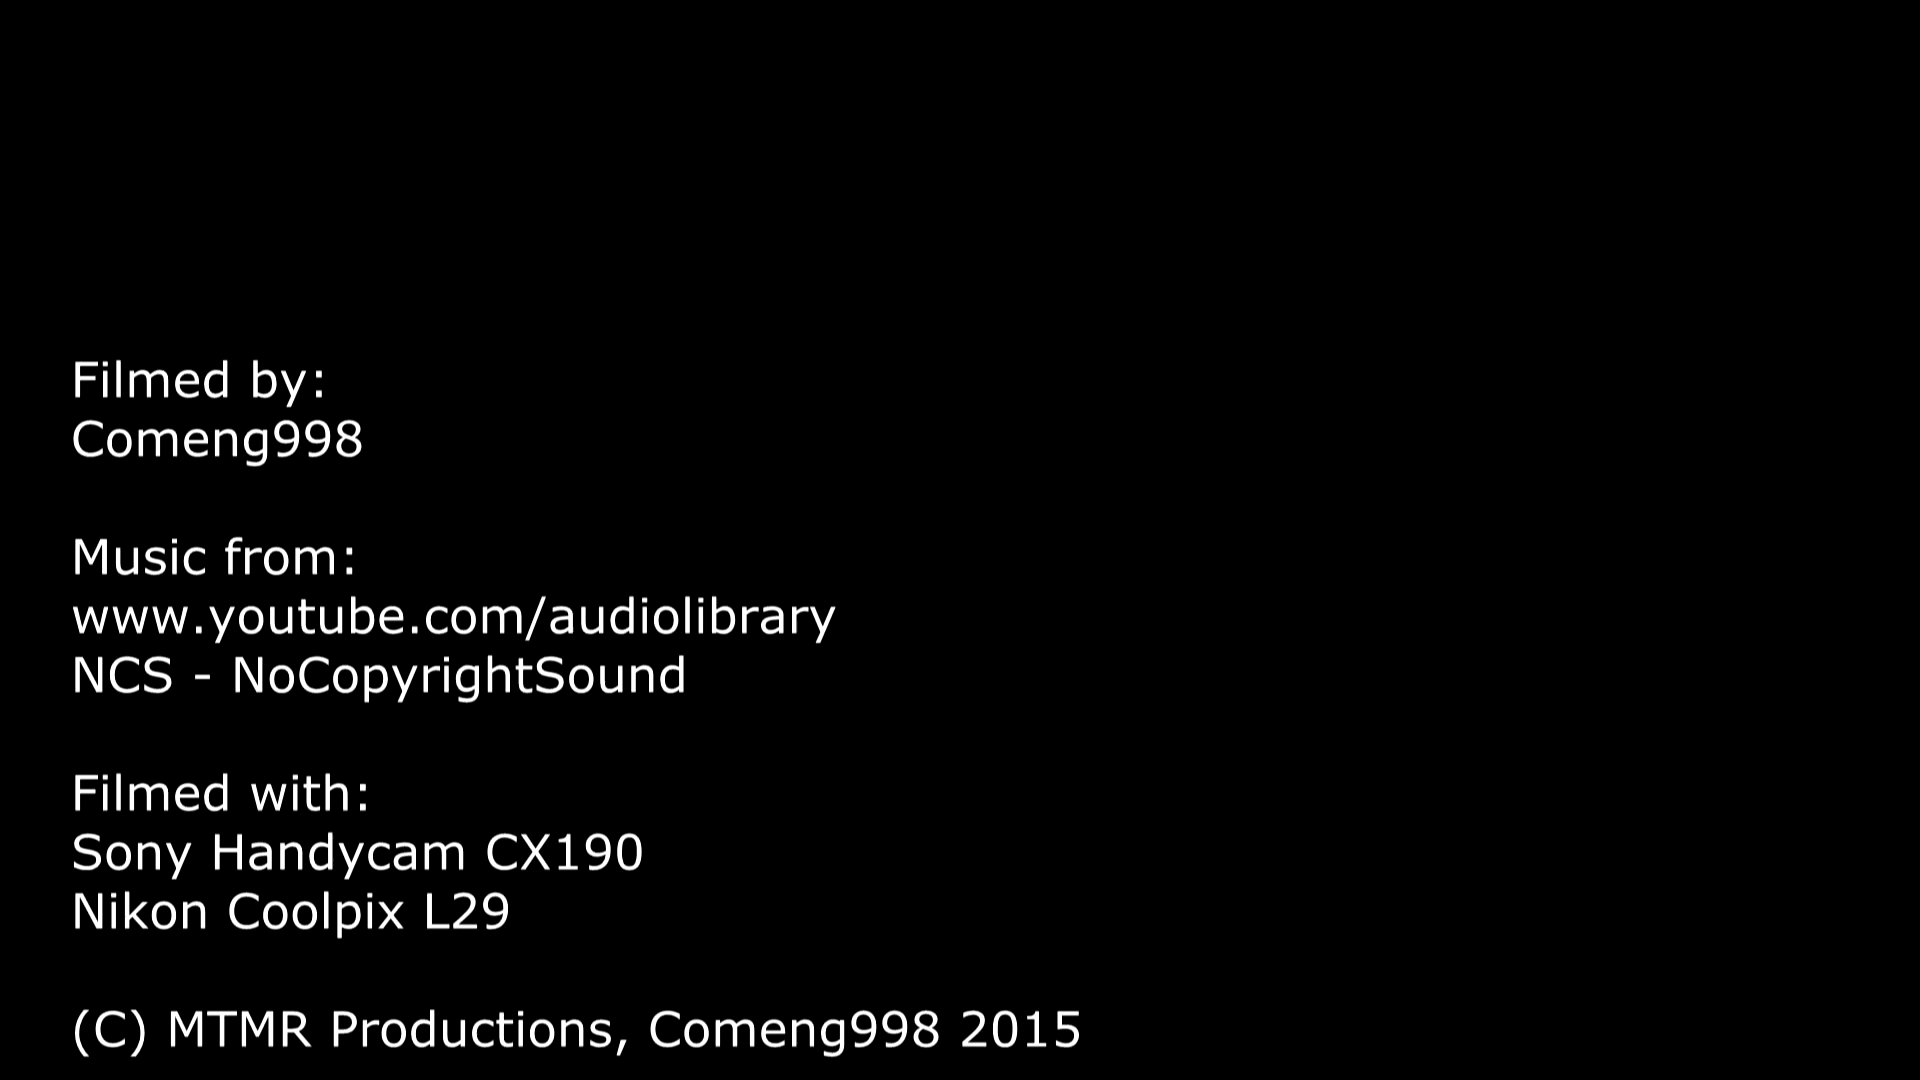 Filmed by:
Comeng998
Music from:
www.youtube.com/audiolibrary
NCS - NoCopyrightSound
Filmed with:
Sony Handycam CX190
Nikon Coolpix L29
(C) MTMR Productions, Comeng998 2015